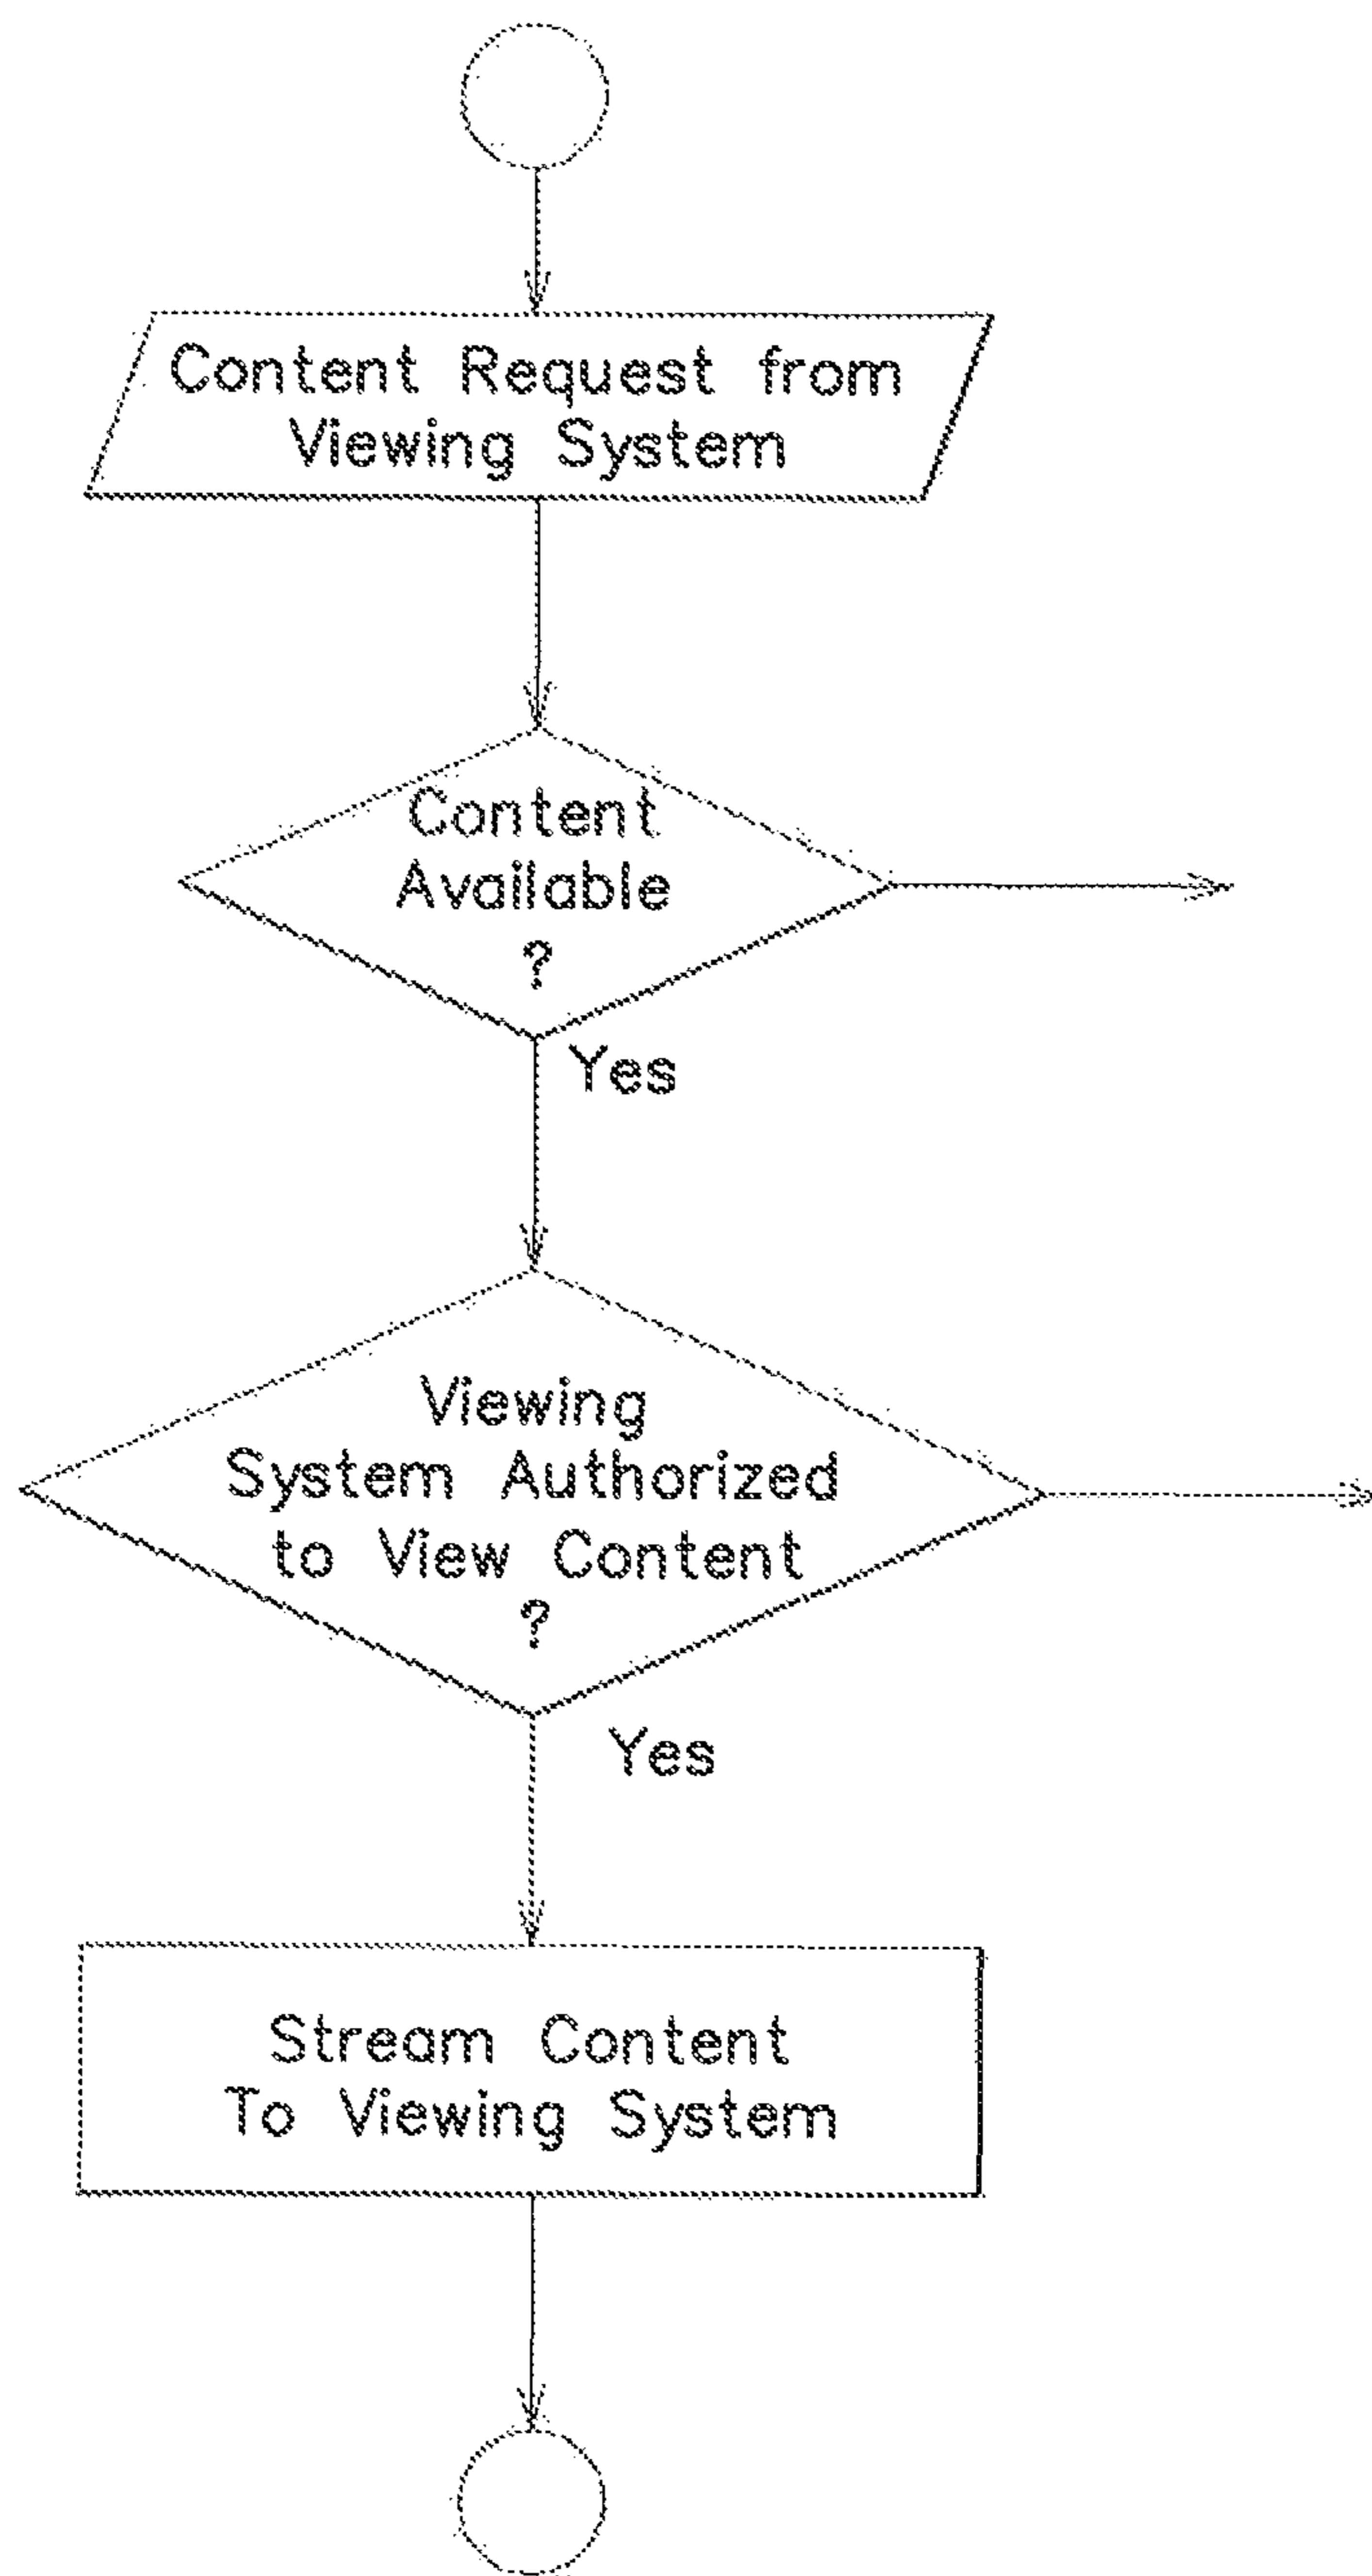 Content Request from
Viewing System
Content
Available
?
Yes
Viewing
System Authorized
to View Content
?
Yes
Stream Content
To Viewing System